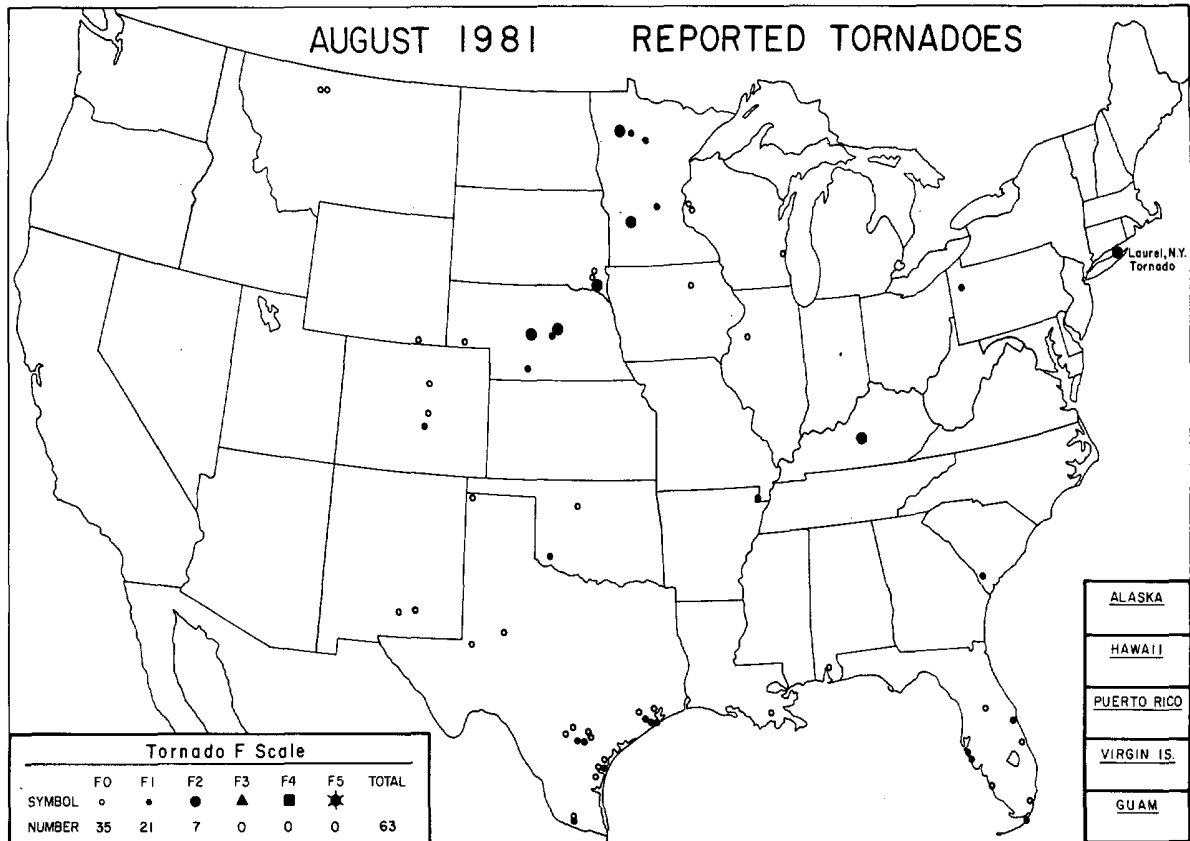 AUGUST 1981 REPORTED TORNADOES
Laurel, N.Y.
Tornado
ALASKA
HAWAII
PUERTO RICO
VIRGIN IS.
GUAM
Tornado F Scale
F0 F1 F2 F3 F4 F5 TOTAL
SYMBOL
NUMBER 35 21 7 0 0 0 63